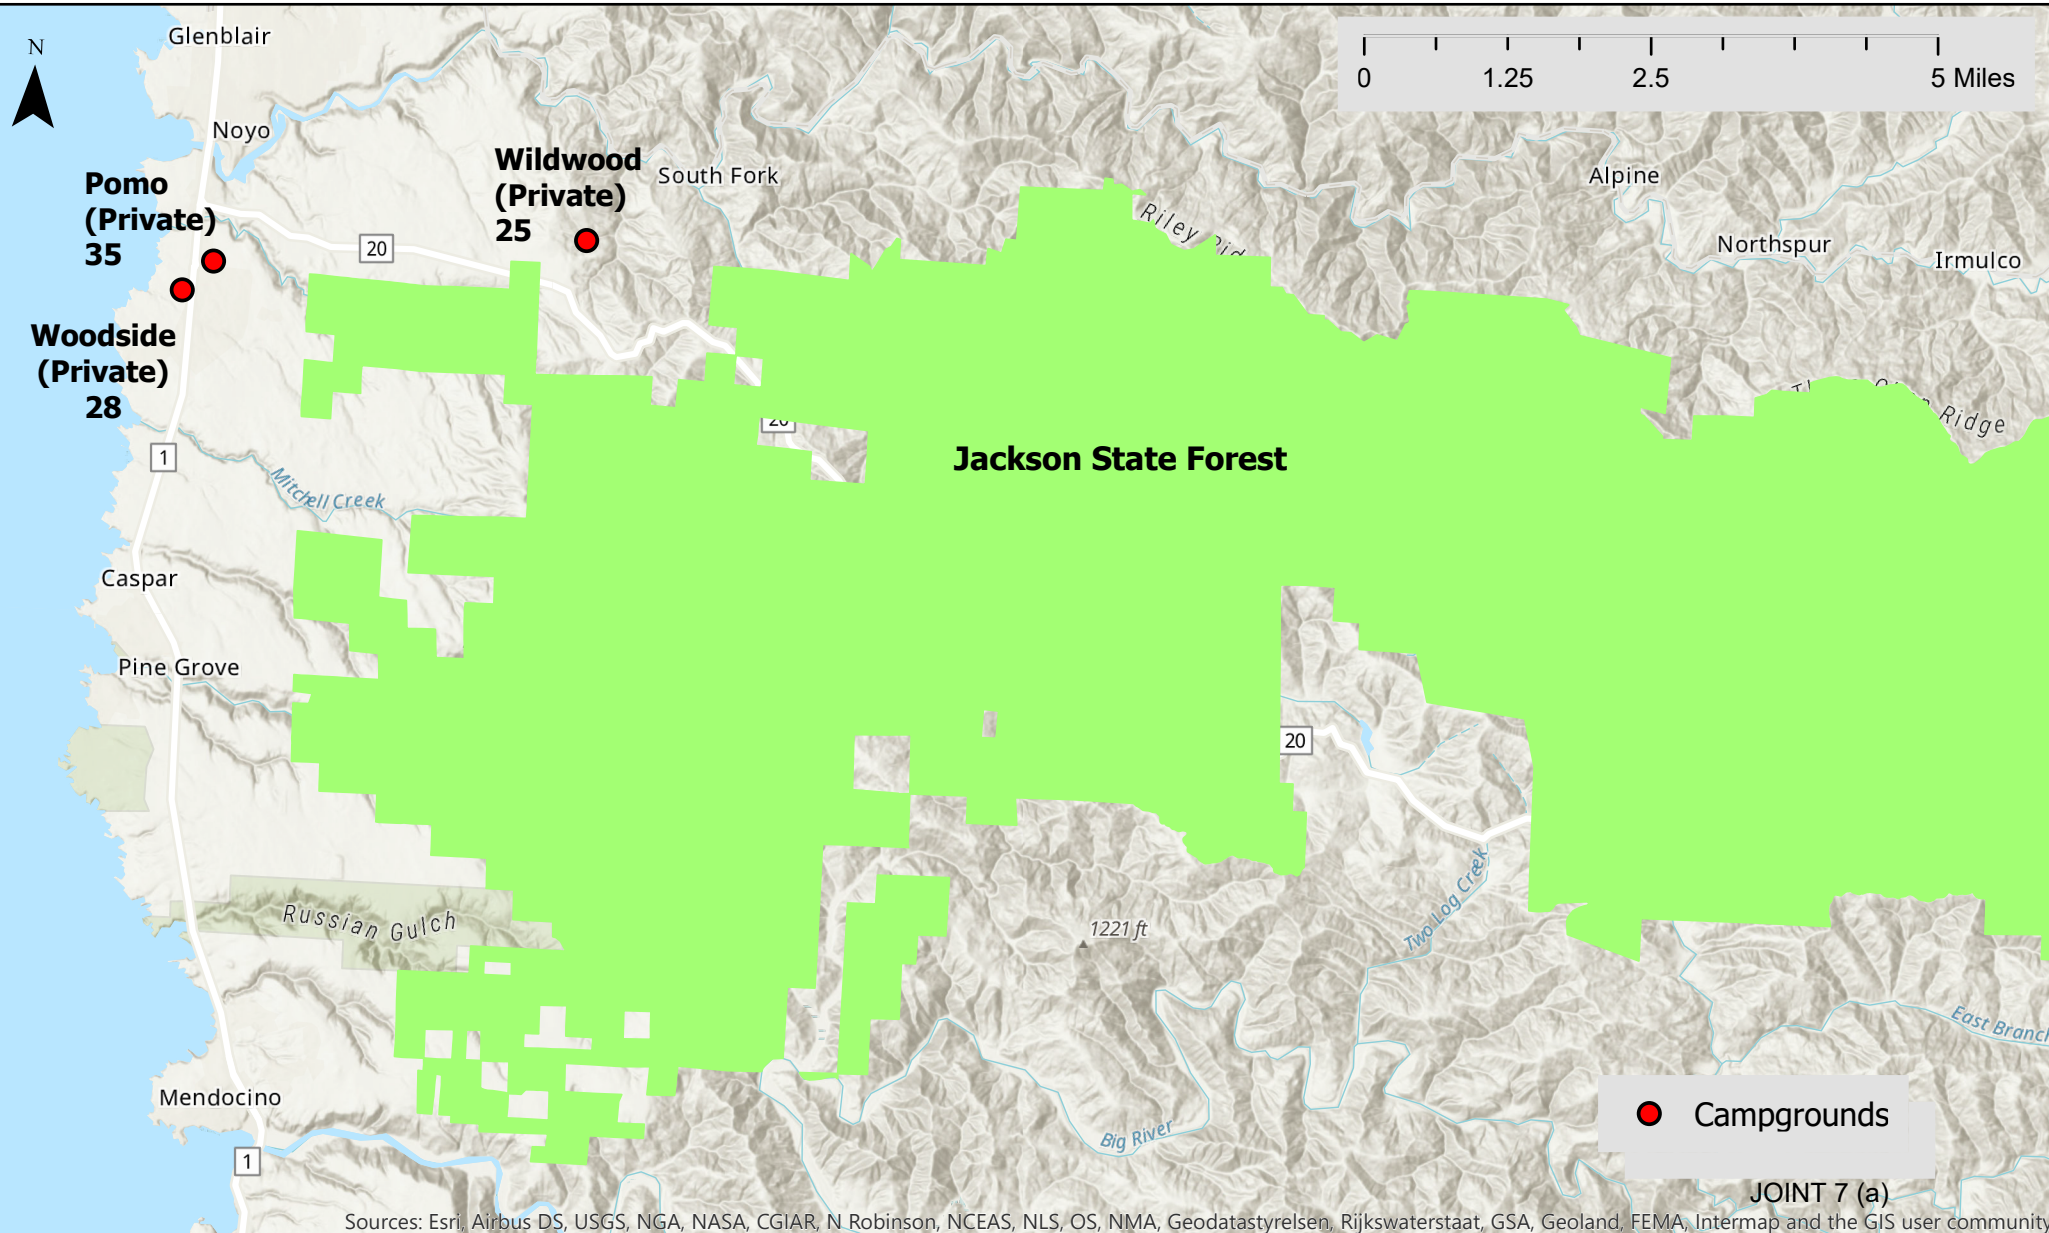 Glenblair
N
0 1.25 2.5 5 Miles
Noyo
Wildwood
(Private)
25
South Fork
Alpine
Pomo
(Private)
35
Riley
20
Northspur
Irmulco
Woodside
(Private)
28
Ridge
20
1
Jackson State Forest
Mitchell Creek
Caspar
Pine Grove
20
Two Log Creek
Russian Gulch
1221 ft
East Branch
Mendocino
Campgrounds
Big River
1
JOINT 7 (a)
Sources: Esri, Airbus DS, USGS, NGA, NASA, CGIAR, N Robinson, NCEAS, NLS, OS, NMA, Geodatastyrelsen, Rijkswaterstaat, GSA, Geoland, FEMA, Intermap and the GIS user community